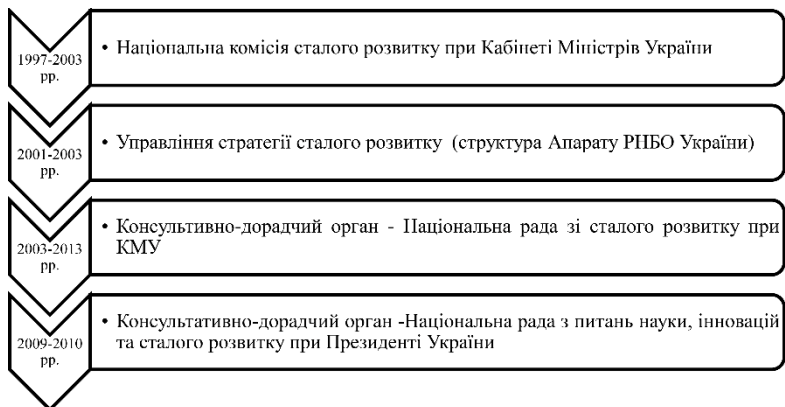 1997-2003
рр.
• Національна комісія сталого розвитку при Кабінеті Міністрів України
2001-2003
рр.
• Управління стратегії сталого розвитку (структура Апарату РНБО України)
2003-2013
рр.
• Консультивно-дорадчий орган - Національна рада зі сталого розвитку при
КМУ
2009-2010
рр.
• Консультативно-дорадчий орган -Національна рада з питань науки, інновацій
та сталого розвитку при Президенті України